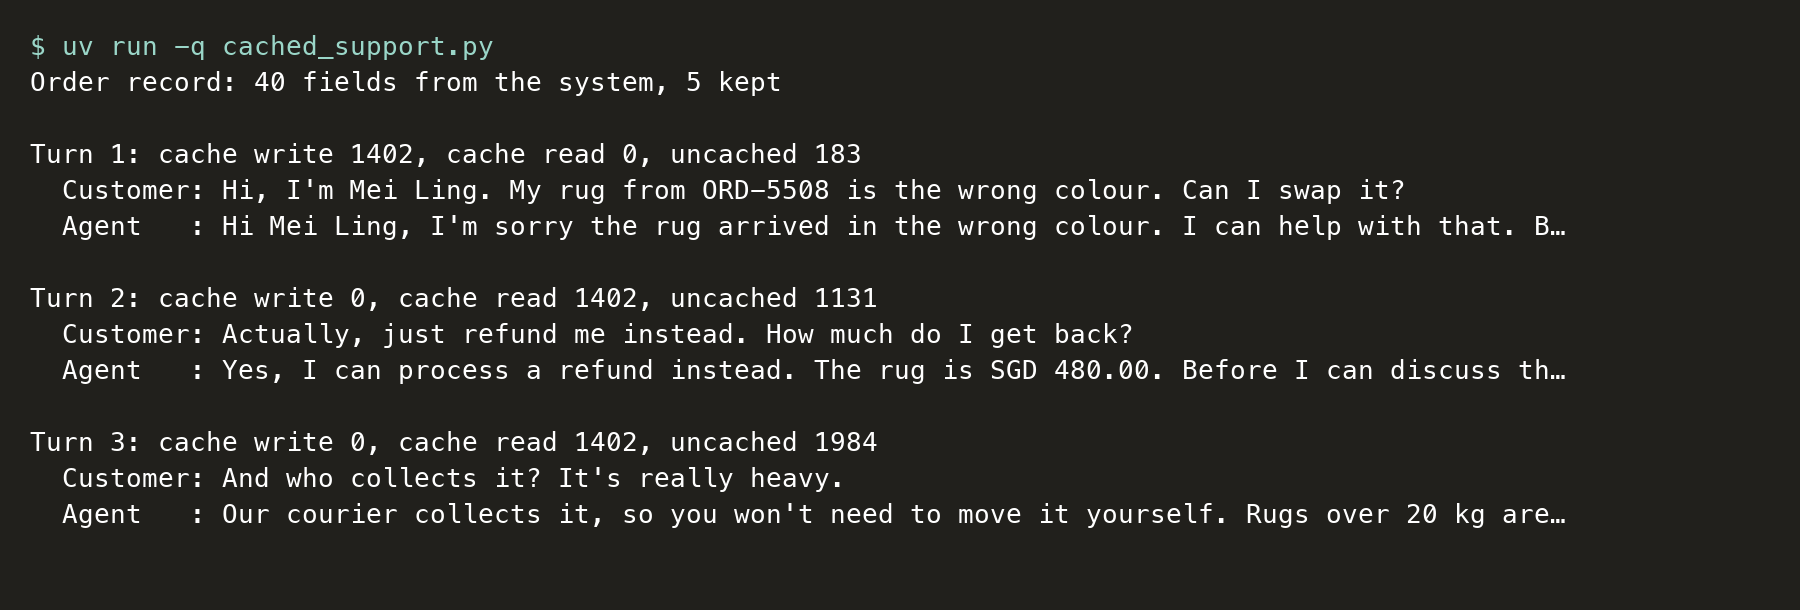 $ uv run -q cached_support.py
Order record: 40 fields from the system, 5 kept
Turn 1: cache write 1402, cache read 0, uncached 183
Customer: Hi, I'm Mei Ling. My rug from ORD-5508 is the wrong colour. Can I swap it?
Agent   : Hi Mei Ling, I'm sorry the rug arrived in the wrong colour. I can help with that. B…
Turn 2: cache write 0, cache read 1402, uncached 1131
Customer: Actually, just refund me instead. How much do I get back?
Agent   : Yes, I can process a refund instead. The rug is SGD 480.00. Before I can discuss th…
Turn 3: cache write 0, cache read 1402, uncached 1984
Customer: And who collects it? It's really heavy.
Agent   : Our courier collects it, so you won't need to move it yourself. Rugs over 20 kg are…